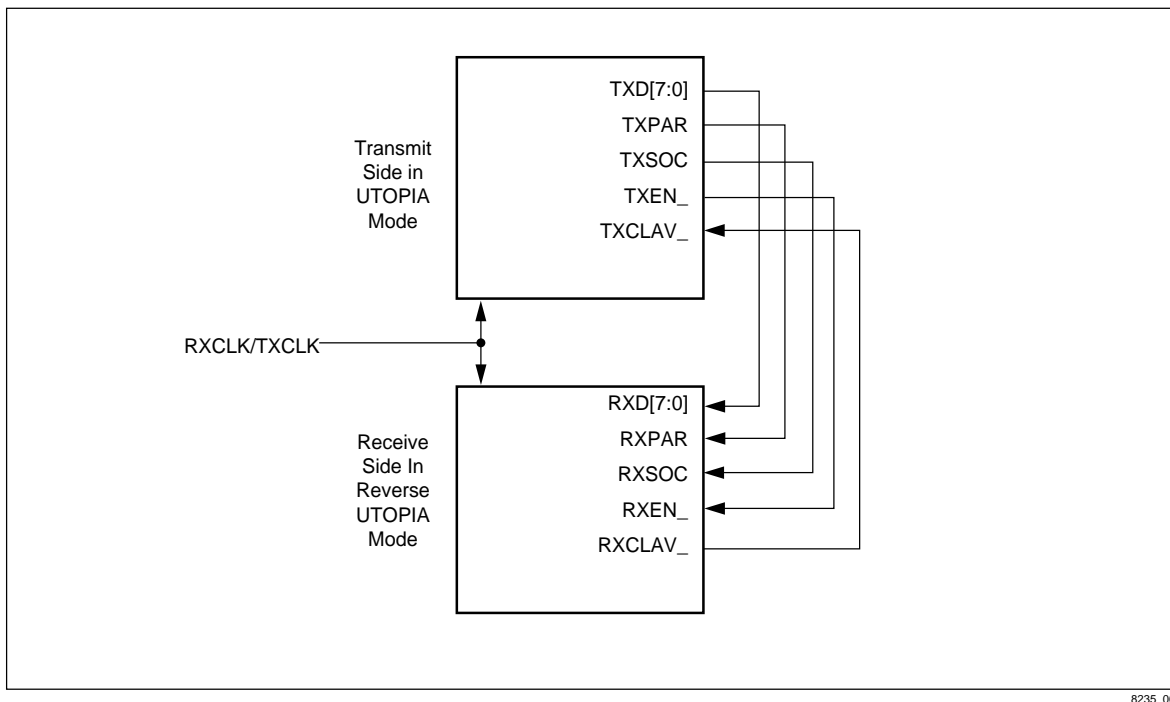 TXD[7:0]
TXPAR
TXSOC
TXEN_
TXCLAV_
Transmit
Side in
UTOPIA
Mode
RXCLK/TXCLK
RXD[7:0]
RXPAR
RXSOC
RXEN_
RXCLAV_
Receive
Side In
Reverse
UTOPIA
Mode